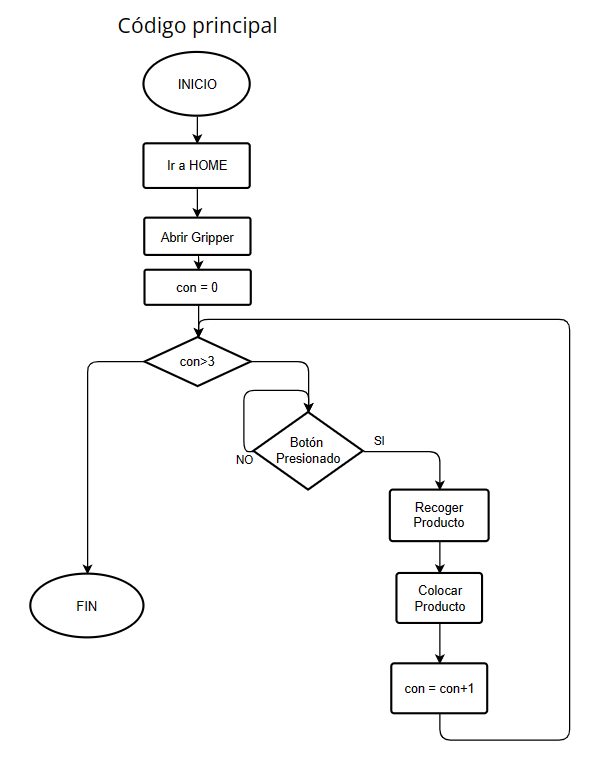 Código principal
INICIO
Ir a HOME
Abrir Gripper
con = 0
con>3
Botón
Presionado
SI
NO
Recoger
Producto
Colocar
Producto
FIN
con = con+1